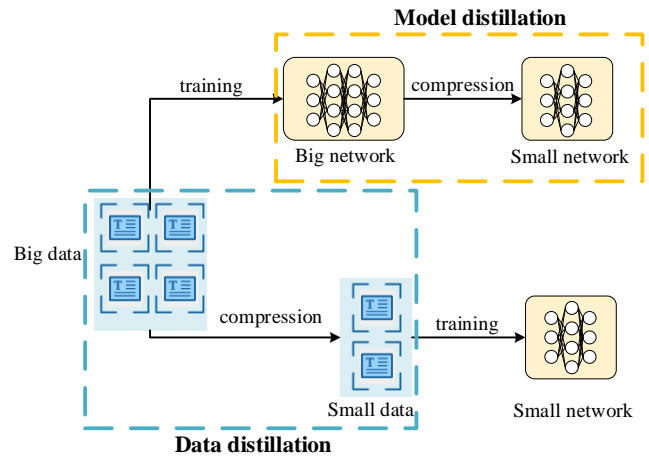 Model distillation
training
compression
Big network
Small network
Big data
T
T
T
T
compression
T
T
training
Small data
Small network
Data distillation